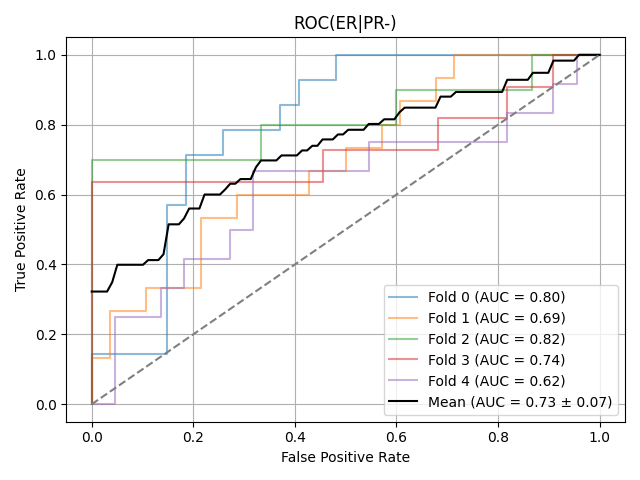 ROC(ER|PR-)
True Positive Rate
1.0
0.8
0.6
0.4
0.2
0.0
Fold 0 (AUC = 0.80)
Fold 1 (AUC = 0.69)
Fold 2 (AUC = 0.82)
Fold 3 (AUC = 0.74)
Fold 4 (AUC = 0.62)
Mean (AUC = 0.73 ± 0.07)
0.0 0.2 0.4 0.6 0.8 1.0
False Positive Rate